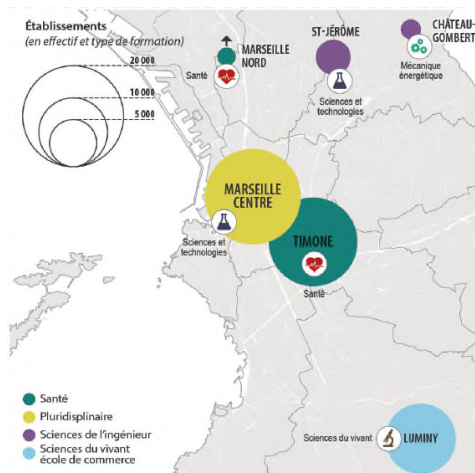 Établissements
(en effectif et type de formation)
20 000
10 000
5 000
MARSEILLE
NORD
Santé
ST-JÉRÔME
Sciences et
technologies
CHÂTEAU-
GOMBERT
Mécanique
énergétique
MARSEILLE
CENTRE
Sciences et
technologies
TIMONE
Santé
Santé
Pluridisplinaire
Sciences de l'ingénieur
Sciences du vivant
école de commerce
Sciences du vivant
LUMINY